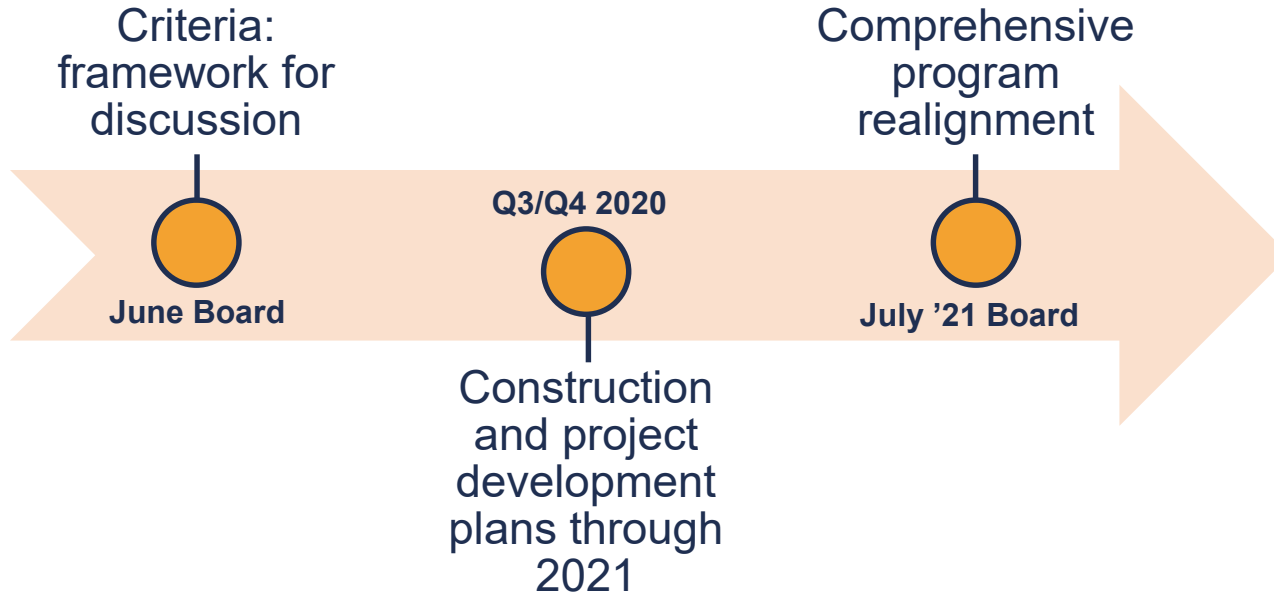 Criteria:
framework for
discussion
June Board
Q3/Q4 2020
Construction
and project
development
plans through
2021
Comprehensive
program
realignment
July ’21 Board